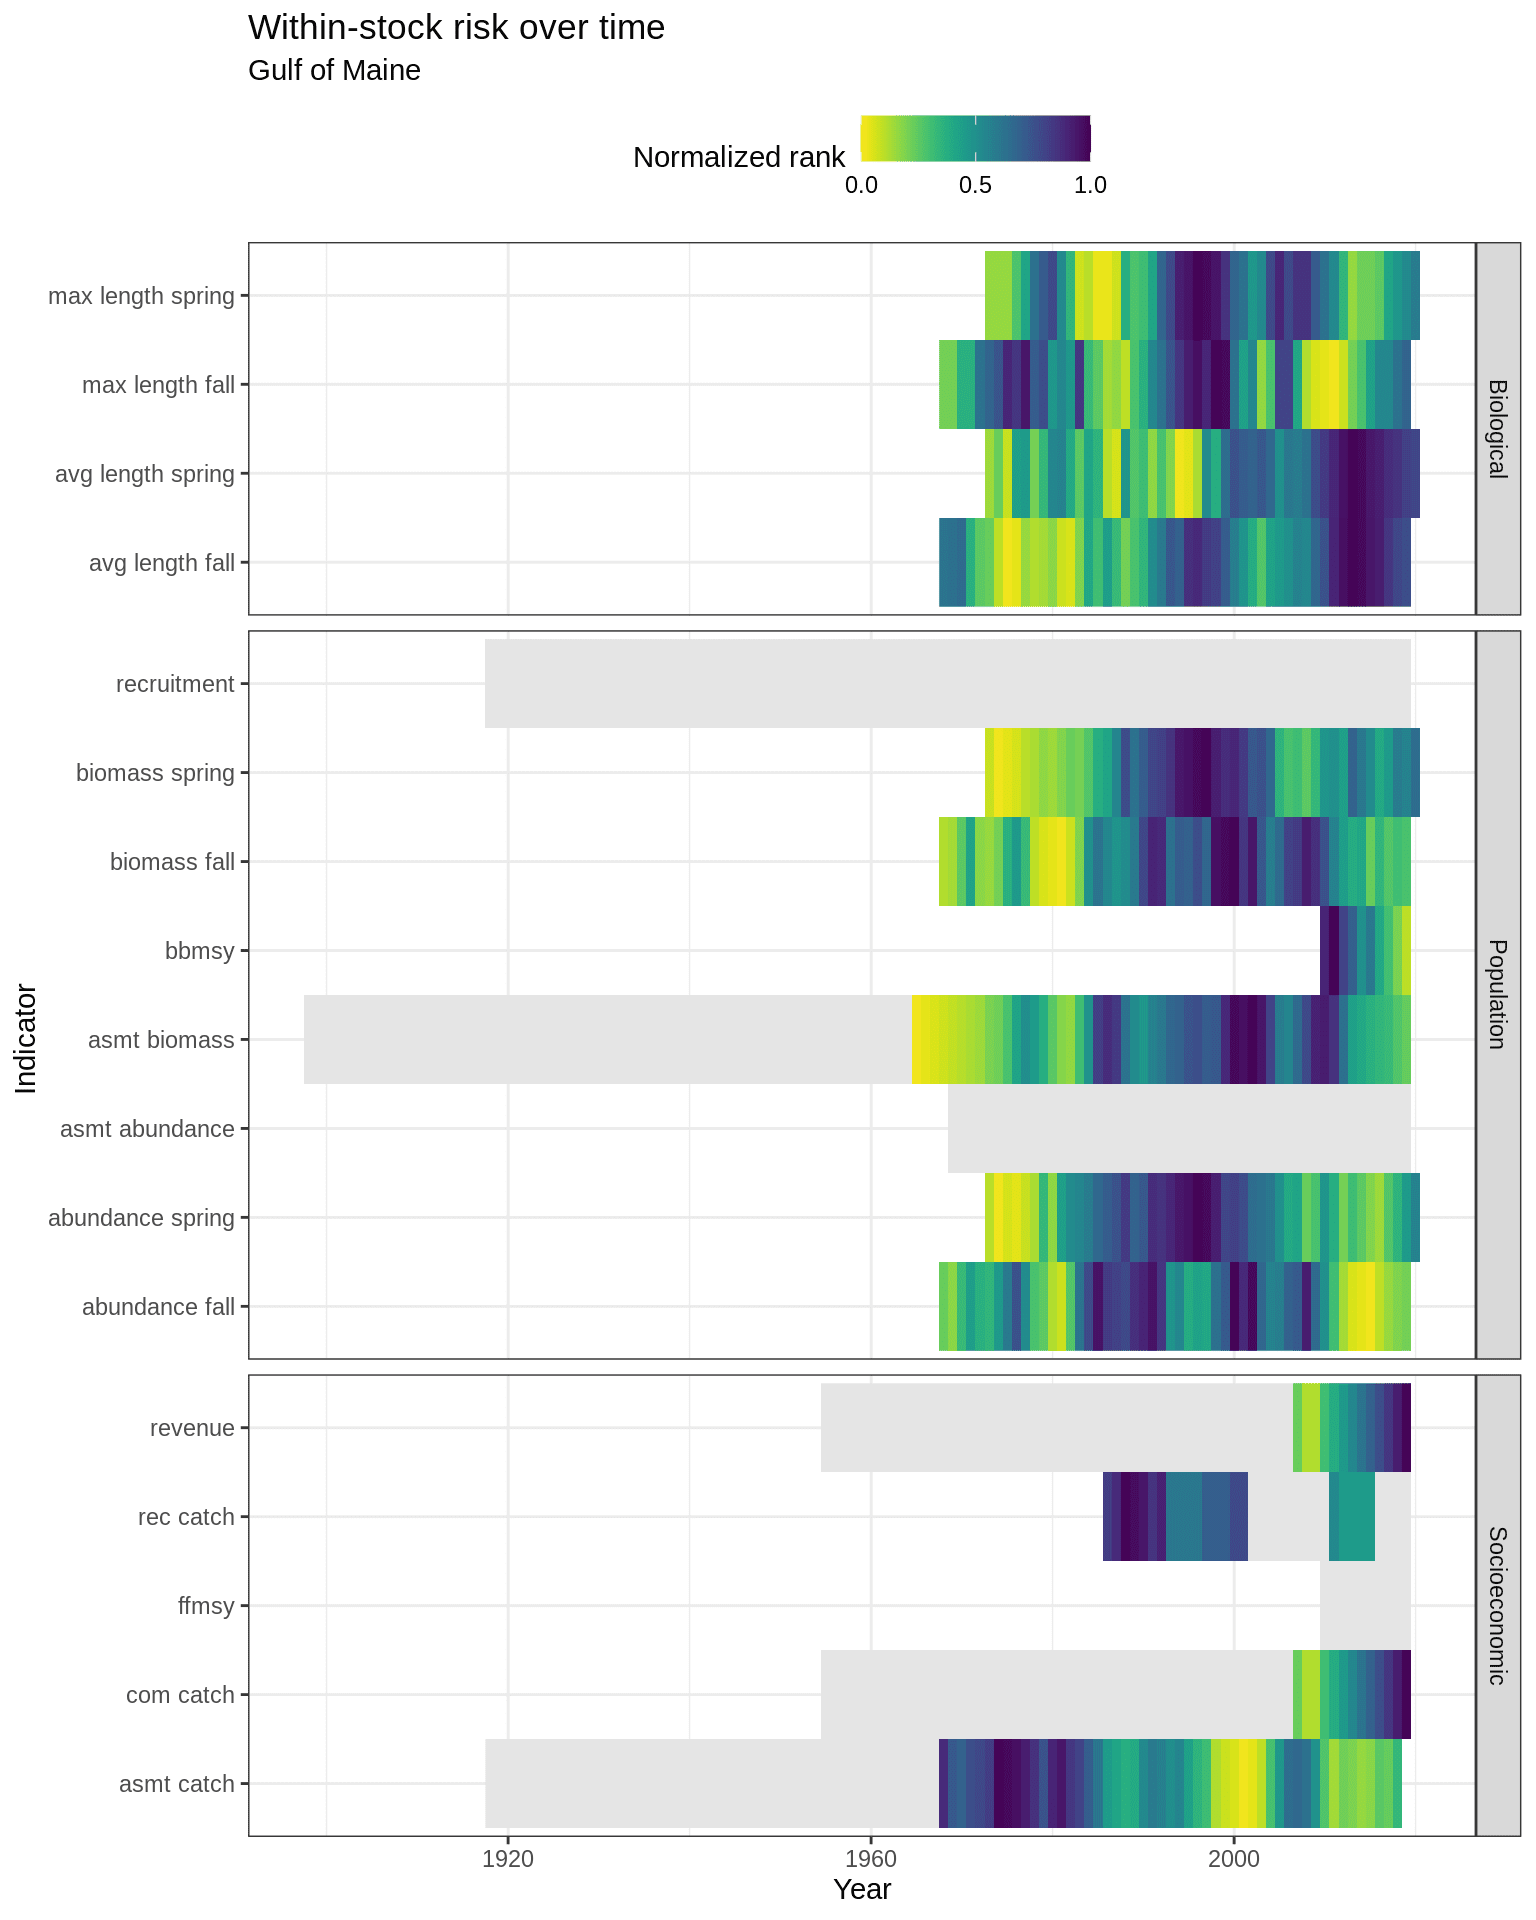 Within-stock risk over time
Gulf of Maine
Normalized rank
0.0 0.5 1.0
max length spring
max length fall
avg length spring
avg length fall
Biological
recruitment
biomass spring
biomass fall
bbmsy
asmt biomass
asmt abundance
abundance spring
abundance fall
Population
Indicator
revenue
rec catch
ffmsy
com catch
asmt catch
Socioeconomic
1920 1960 2000
Year